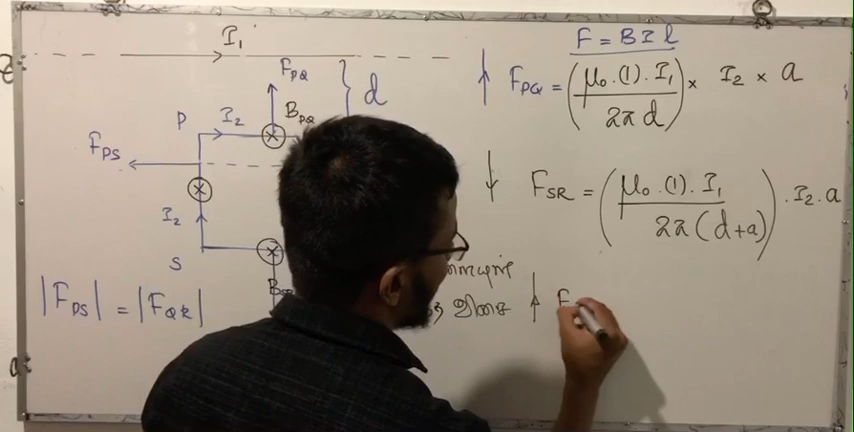 I₁
F_PQ
d
P
I₂
B_PQ
F_PS
I₂
S
|F_PS| = |F_QR|
F = B I l
F_PQ = (μ₀.(1).I₁ / 2π d) × I₂ × a
F_SR = (μ₀.(1).I₁ / 2π(d+a)) . I₂ . a
விசை
F